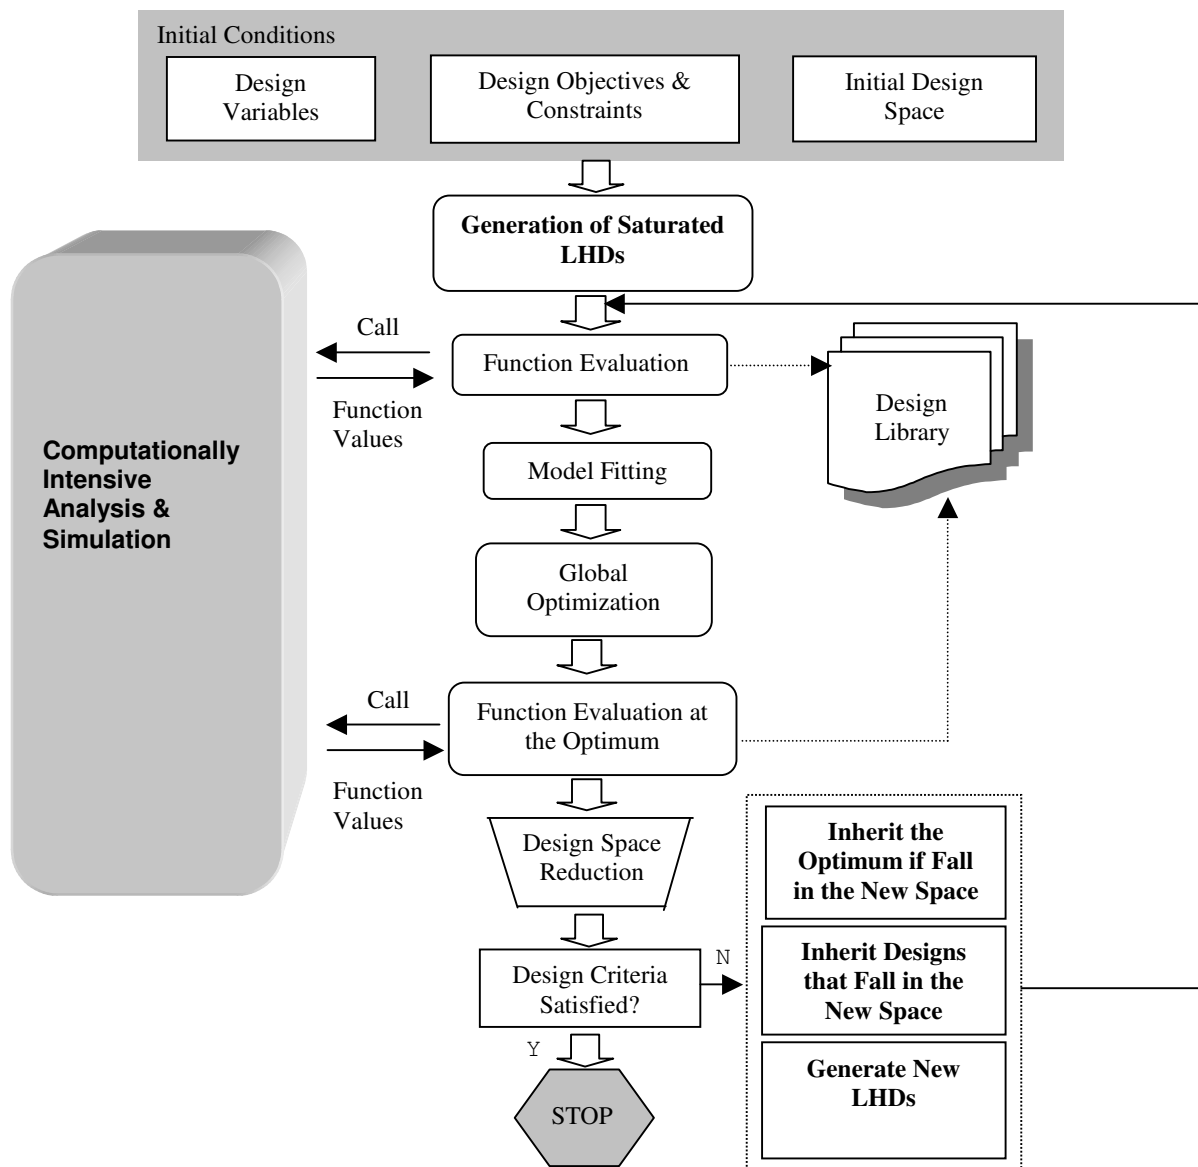 Initial Conditions
Design
Variables
Design Objectives &
Constraints
Initial Design
Space
Generation of Saturated
LHDs
Call
Function Evaluation
Function
Values
Design
Library
Computationally
Intensive
Analysis &
Simulation
Model Fitting
Global
Optimization
Call
Function Evaluation at
the Optimum
Function
Values
Design Space
Reduction
Inherit the
Optimum if Fall
in the New Space
Design Criteria
Satisfied?
N
Inherit Designs
that Fall in the
New Space
Y
STOP
Generate New
LHDs